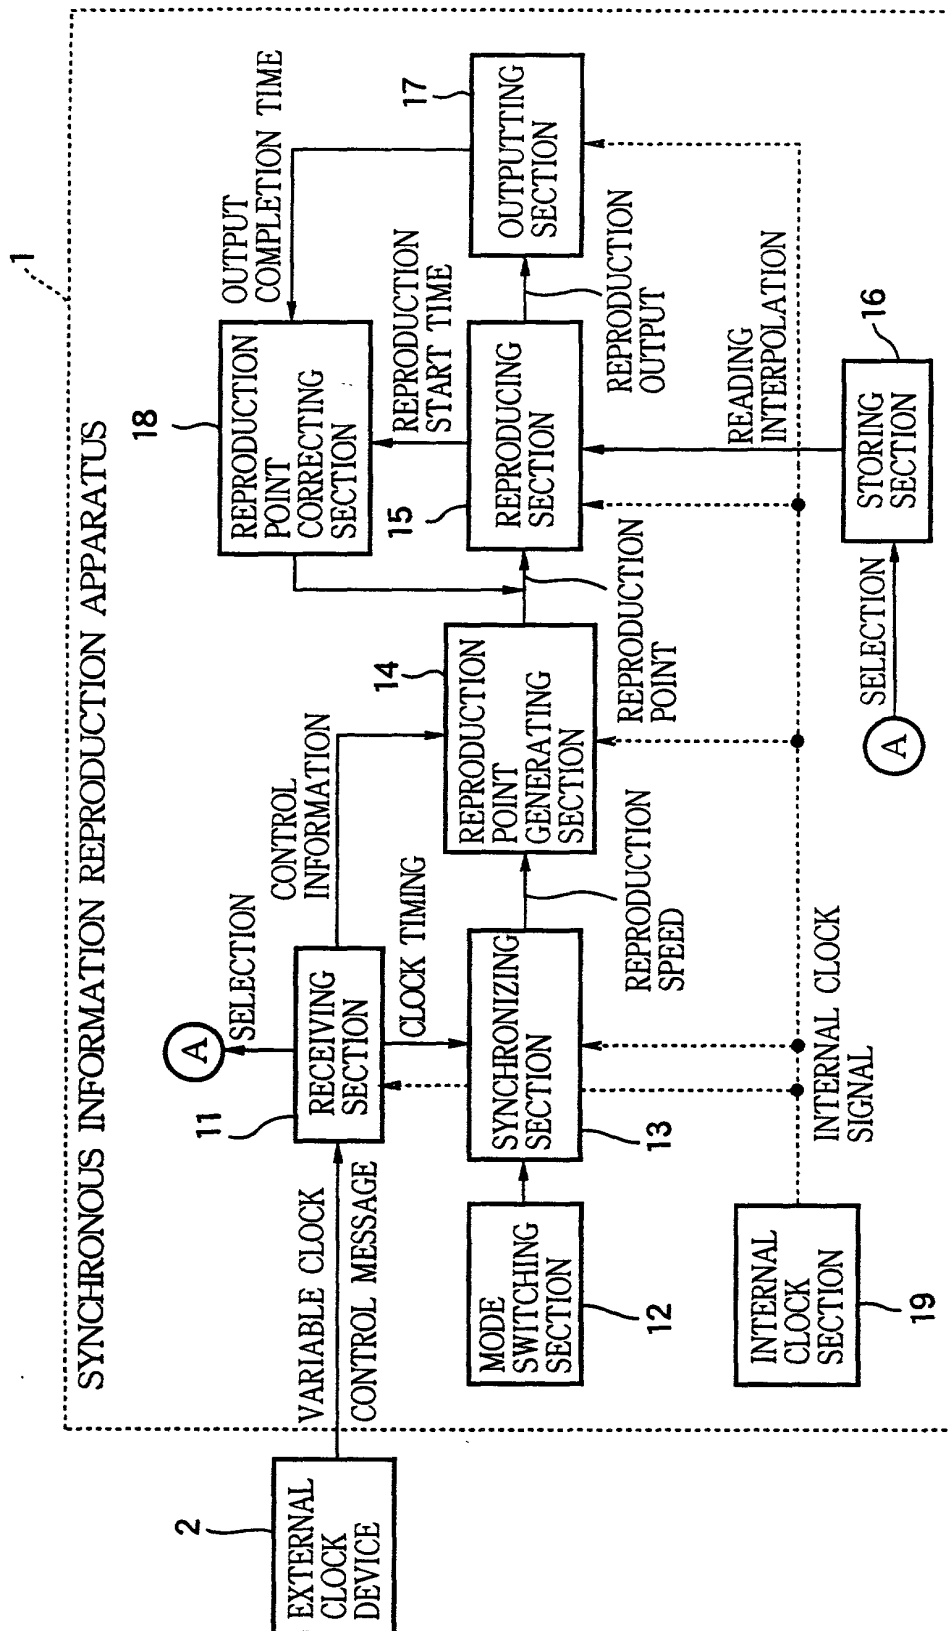 SYNCHRONOUS INFORMATION REPRODUCTION APPARATUS
1
2
EXTERNAL
CLOCK
DEVICE
VARIABLE CLOCK
CONTROL MESSAGE
11
RECEIVING
SECTION
A
SELECTION
CONTROL
INFORMATION
CLOCK TIMING
12
MODE
SWITCHING
SECTION
13
SYNCHRONIZING
SECTION
REPRODUCTION
SPEED
14
REPRODUCTION
POINT
GENERATING
SECTION
REPRODUCTION
POINT
18
REPRODUCTION
POINT
CORRECTING
SECTION
OUTPUT
COMPLETION TIME
REPRODUCTION
START TIME
15
REPRODUCING
SECTION
REPRODUCTION
OUTPUT
17
OUTPUTTING
SECTION
READING
INTERPOLATION
16
STORING
SECTION
SELECTION
A
19
INTERNAL
CLOCK
SECTION
INTERNAL CLOCK
SIGNAL